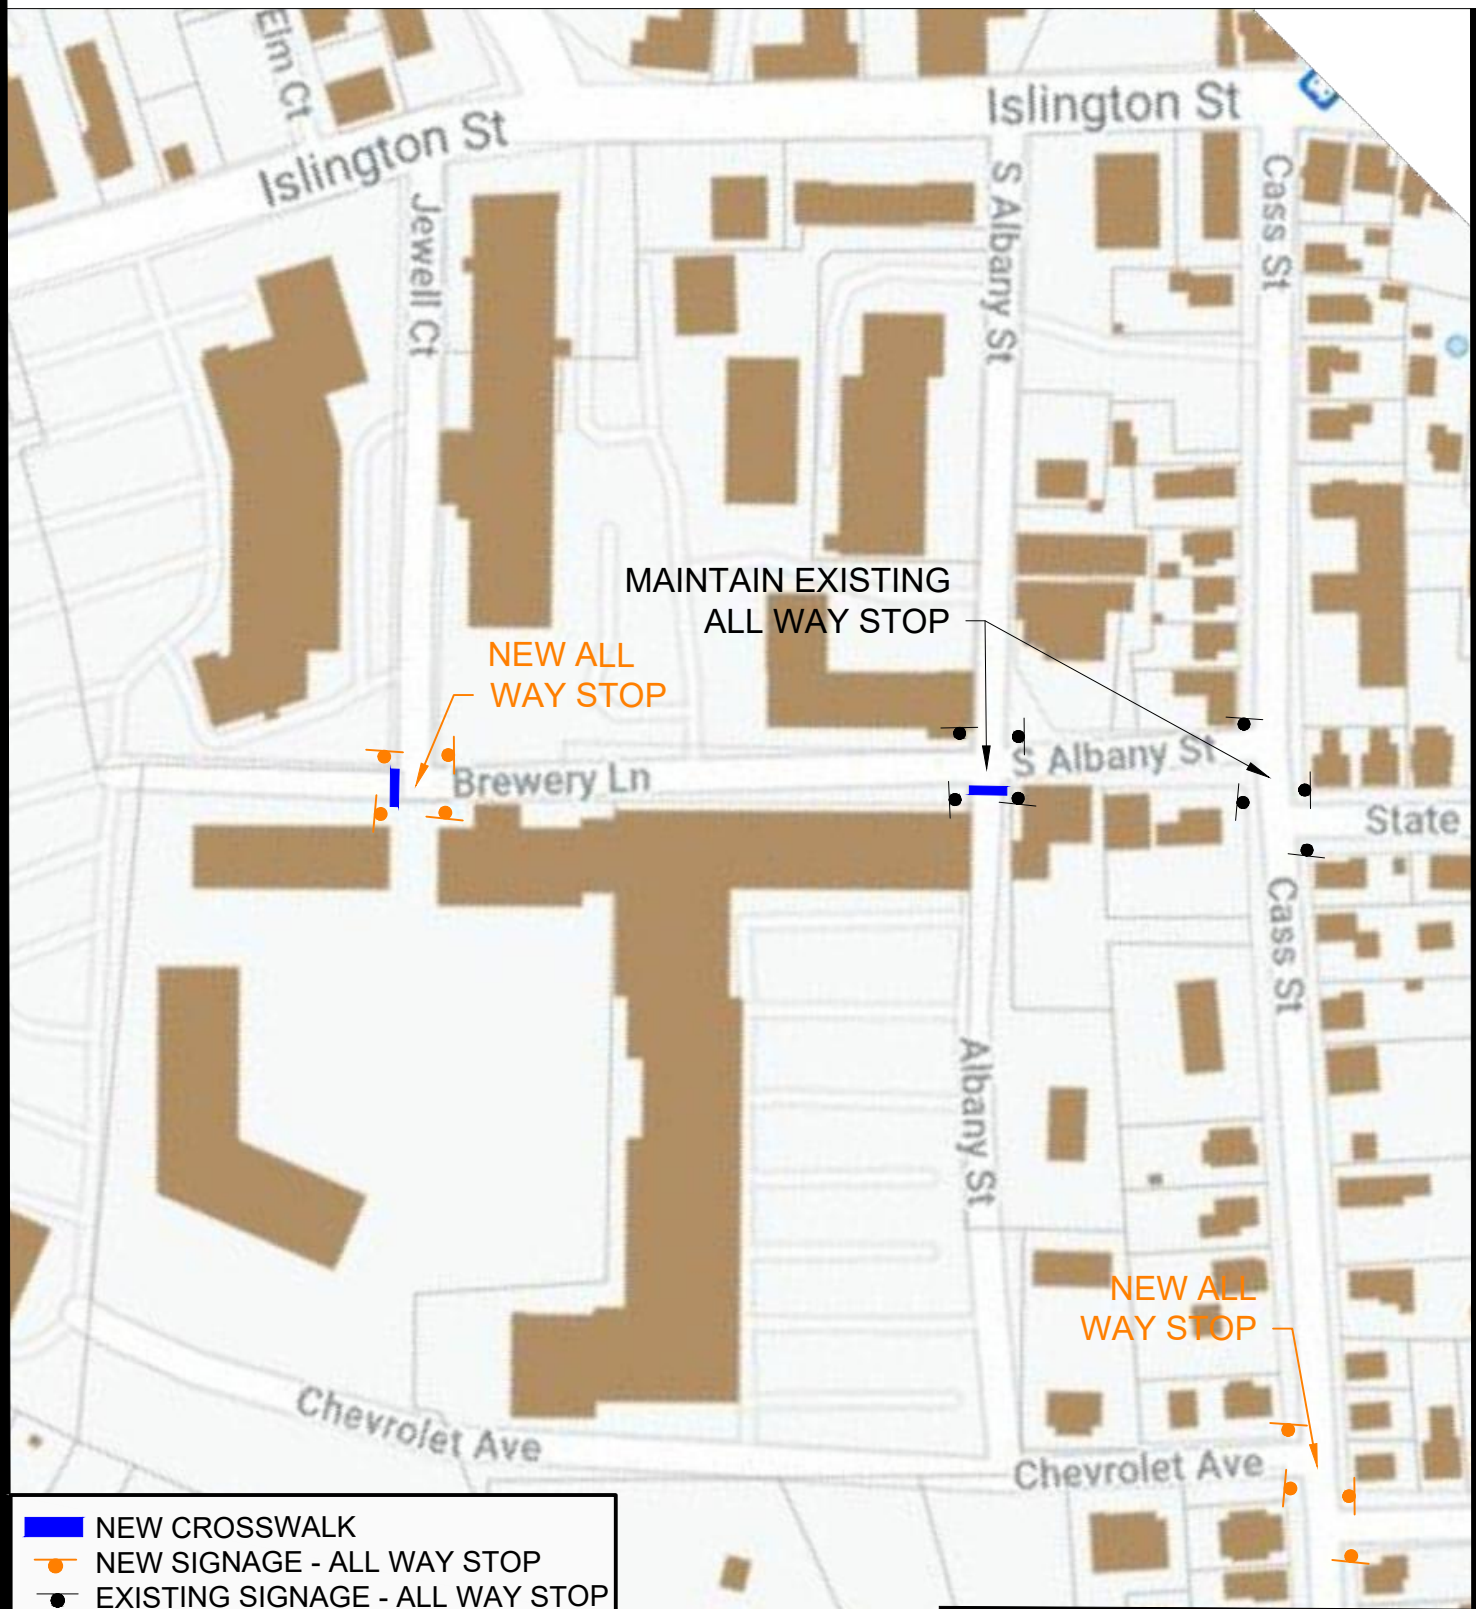 Elm Ct
Islington St
Islington St
Jewell Ct
S Albany St
Cass St
MAINTAIN EXISTING
ALL WAY STOP
NEW ALL
WAY STOP
S Albany St
Brewery Ln
State
Cass St
Albany St
NEW ALL
WAY STOP
Chevrolet Ave
Chevrolet Ave
NEW CROSSWALK
NEW SIGNAGE - ALL WAY STOP
EXISTING SIGNAGE - ALL WAY STOP